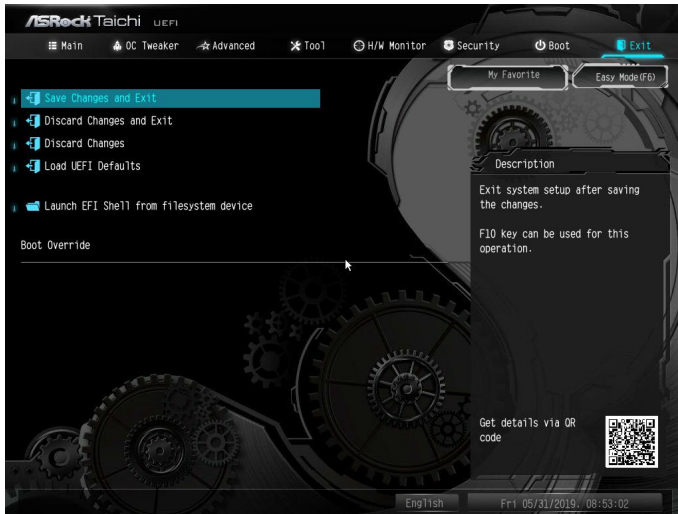 ASRock Taichi UEFI
Main OC Tweaker Advanced Tool H/W Monitor Security Boot Exit
My Favorite Easy Mode(F6)
Save Changes and Exit
Discard Changes and Exit
Discard Changes
Load UEFI Defaults
Launch EFI Shell from filesystem device
Boot Override
Description
Exit system setup after saving
the changes.
F10 key can be used for this
operation.
Get details via QR
code
English Fri 05/31/2019, 08:53:02